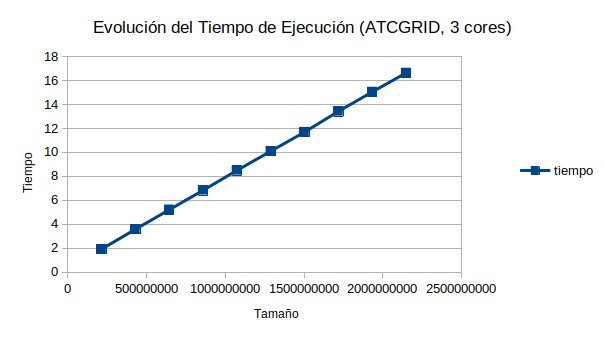 Evolución del Tiempo de Ejecución (ATCGRID, 3 cores)
18
16
14
12
10
8
6
4
2
0
Tiempo
0 500000000 1000000000 1500000000 2000000000 2500000000
Tamaño
tiempo